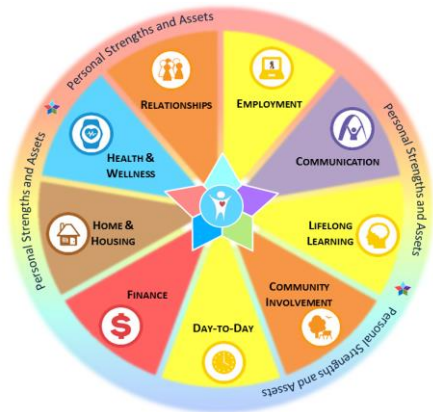 Personal Strengths and Assets
Personal Strengths and Assets
Personal Strengths and Assets
Personal Strengths and Assets
RELATIONSHIPS
EMPLOYMENT
COMMUNICATION
LIFELONG
LEARNING
COMMUNITY
INVOLVEMENT
DAY-TO-DAY
FINANCE
$
HOME &
HOUSING
HEALTH &
WELLNESS